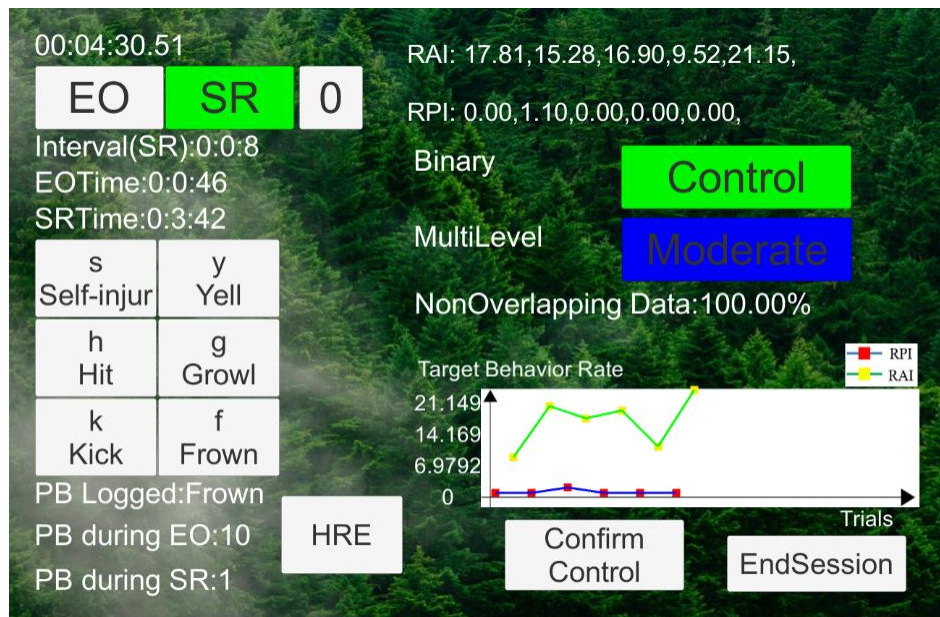 00:04:30.51
EO SR 0
Interval(SR):0:0:8
EOTime:0:0:46
SRTime:0:3:42
s
Self-injur
y
Yell
h
Hit
g
Growl
k
Kick
f
Frown
PB Logged:Frown
PB during EO:10
PB during SR:1
HRE
RAI: 17.81,15.28,16.90,9.52,21.15,
RPI: 0.00,1.10,0.00,0.00,0.00,
Binary
Control
MultiLevel
Moderate
NonOverlapping Data:100.00%
Target Behavior Rate
RPI
RAI
21.149
14.169
6.9792
0
Trials
Confirm
Control
EndSession